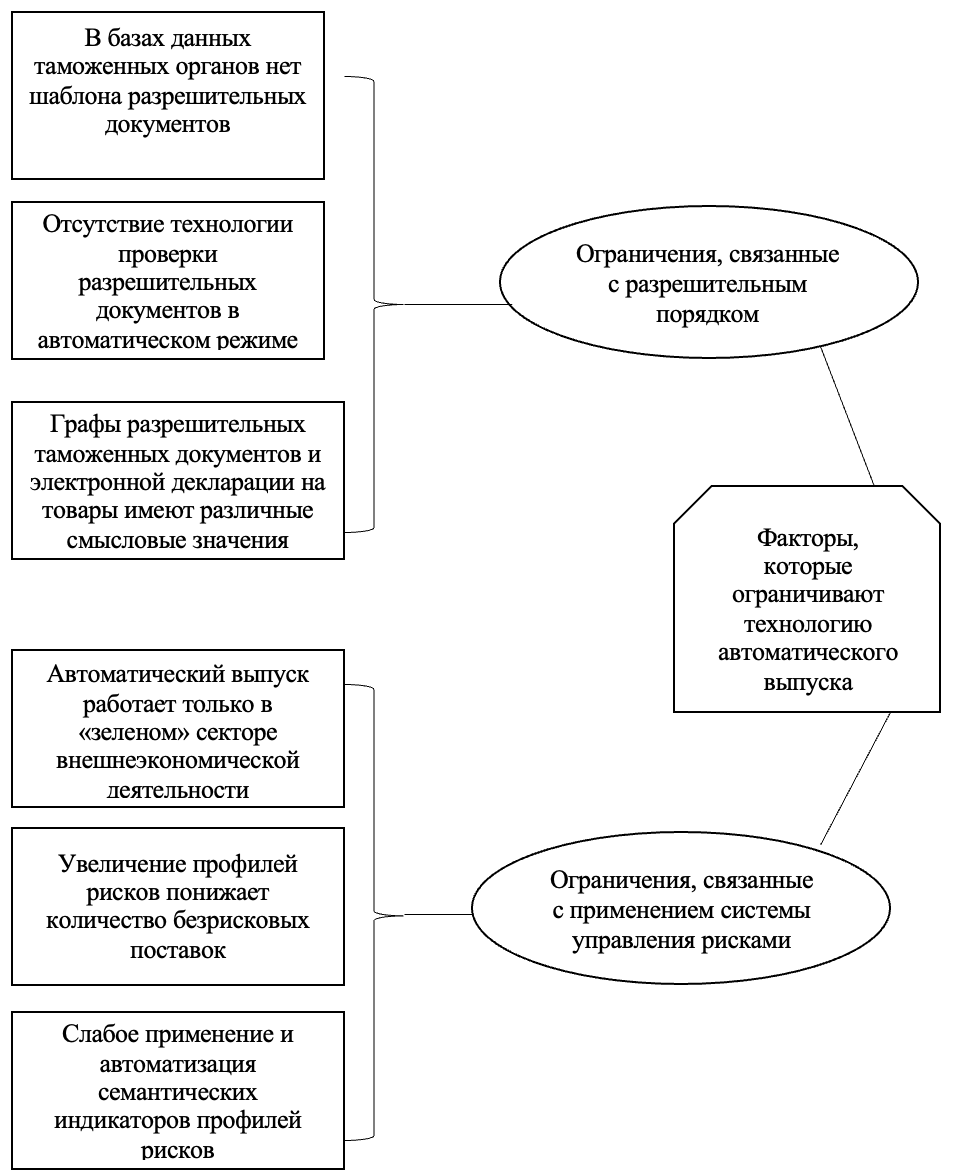 В базах данных
таможенных органов нет
шаблона разрешительных
документов
Отсутствие технологии
проверки
разрешительных
документов в
автоматическом режиме
Графы разрешительных
таможенных документов и
электронной декларации на
товары имеют различные
смысловые значения
Ограничения, связанные
с разрешительным
порядком
Факторы,
которые
ограничивают
технологию
автоматического
выпуска
Автоматический выпуск
работает только в
«зеленом» секторе
внешнеэкономической
деятельности
Увеличение профилей
рисков понижает
количество безрисковых
поставок
Слабое применение и
автоматизация
семантических
индикаторов профилей
рисков
Ограничения, связанные
с применением системы
управления рисками